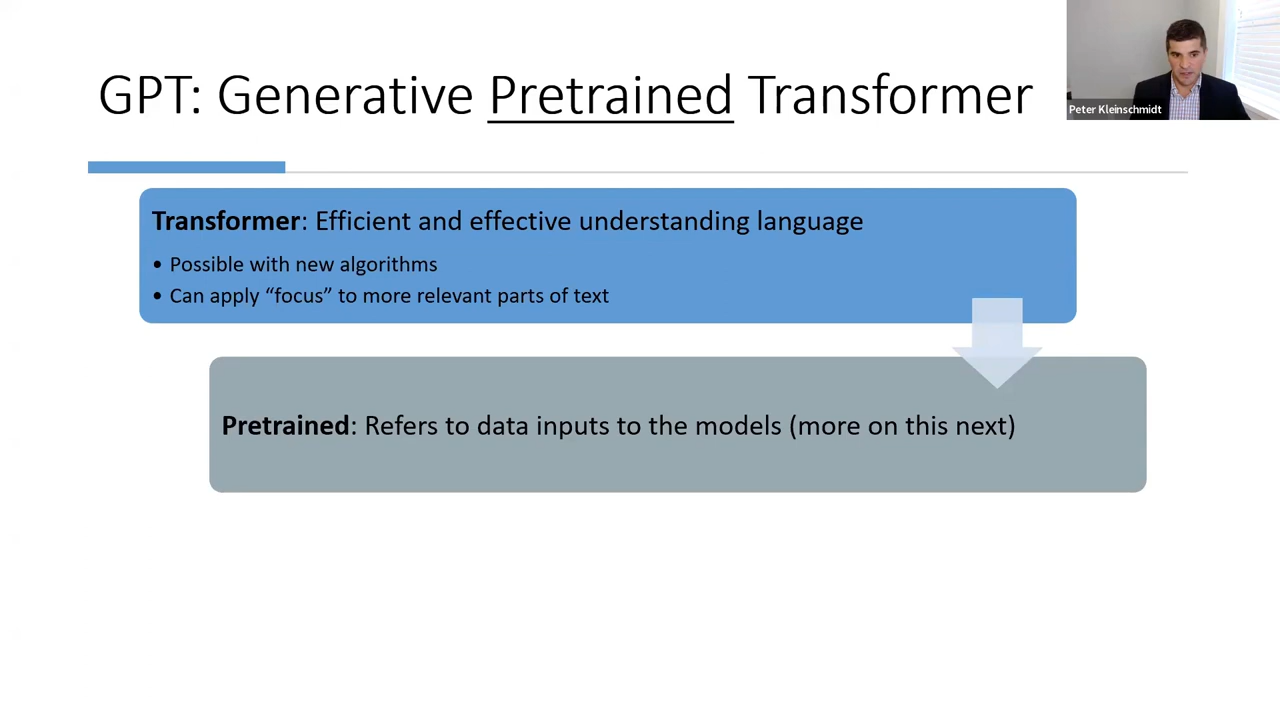 GPT: Generative Pretrained Transformer
Peter Kleinschmidt
Transformer: Efficient and effective understanding language
• Possible with new algorithms
• Can apply “focus” to more relevant parts of text
Pretrained: Refers to data inputs to the models (more on this next)